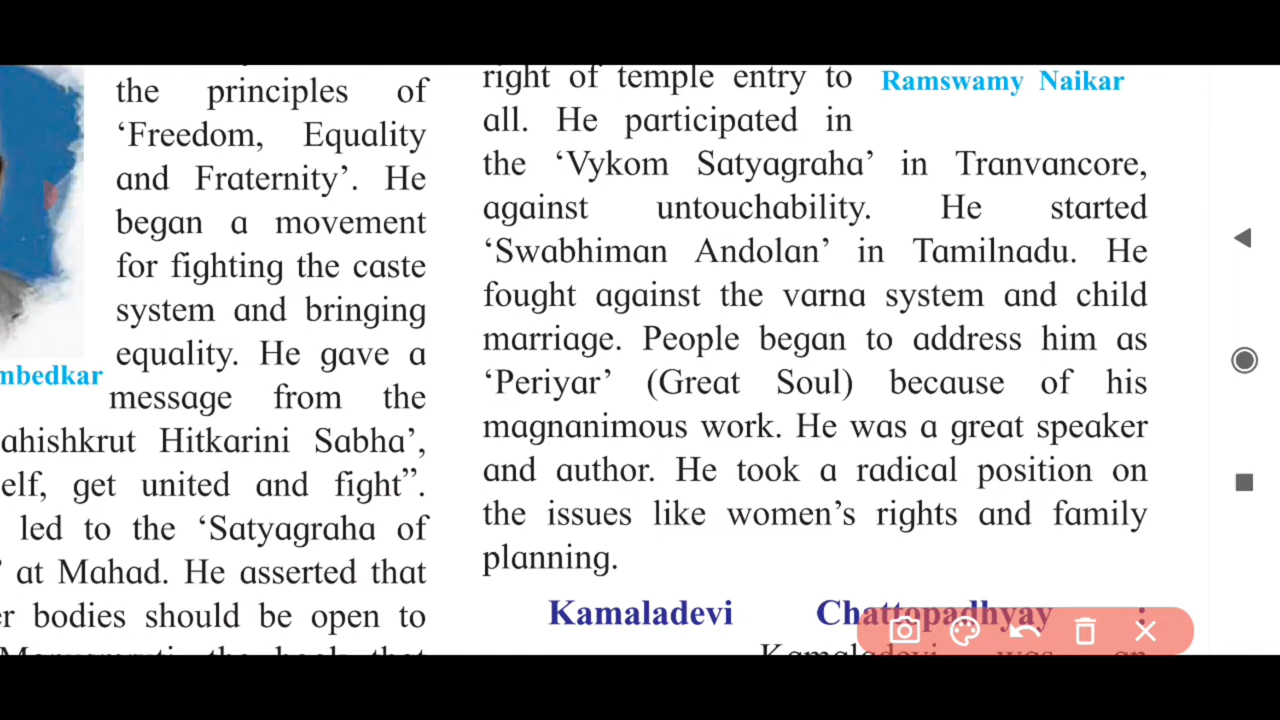 the principles of
‘Freedom, Equality
and Fraternity’. He
began a movement
for fighting the caste
system and bringing
equality. He gave a
mbedkar
message from the
ahishkrut Hitkarini Sabha’,
elf, get united and fight”.
led to the ‘Satyagraha of
’ at Mahad. He asserted that
er bodies should be open to
right of temple entry to
Ramswamy Naikar
all. He participated in
the ‘Vykom Satyagraha’ in Tranvancore,
against untouchability. He started
‘Swabhiman Andolan’ in Tamilnadu. He
fought against the varna system and child
marriage. People began to address him as
‘Periyar’ (Great Soul) because of his
magnanimous work. He was a great speaker
and author. He took a radical position on
the issues like women’s rights and family
planning.
Kamaladevi Chattopadhyay :
Kamaladevi was an